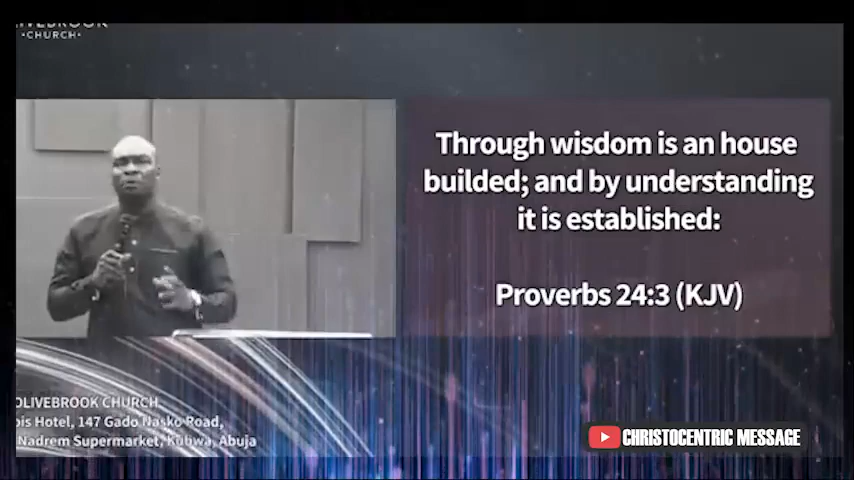 •CHURCH•
Through wisdom is an house
builded; and by understanding
it is established:
Proverbs 24:3 (KJV)
OLIVEBROOK CHURCH
Hotel, 147 Gado Nasko Road,
Nadrem Supermarket, Kubwa, Abuja
CHRISTOCENTRIC MESSAGE